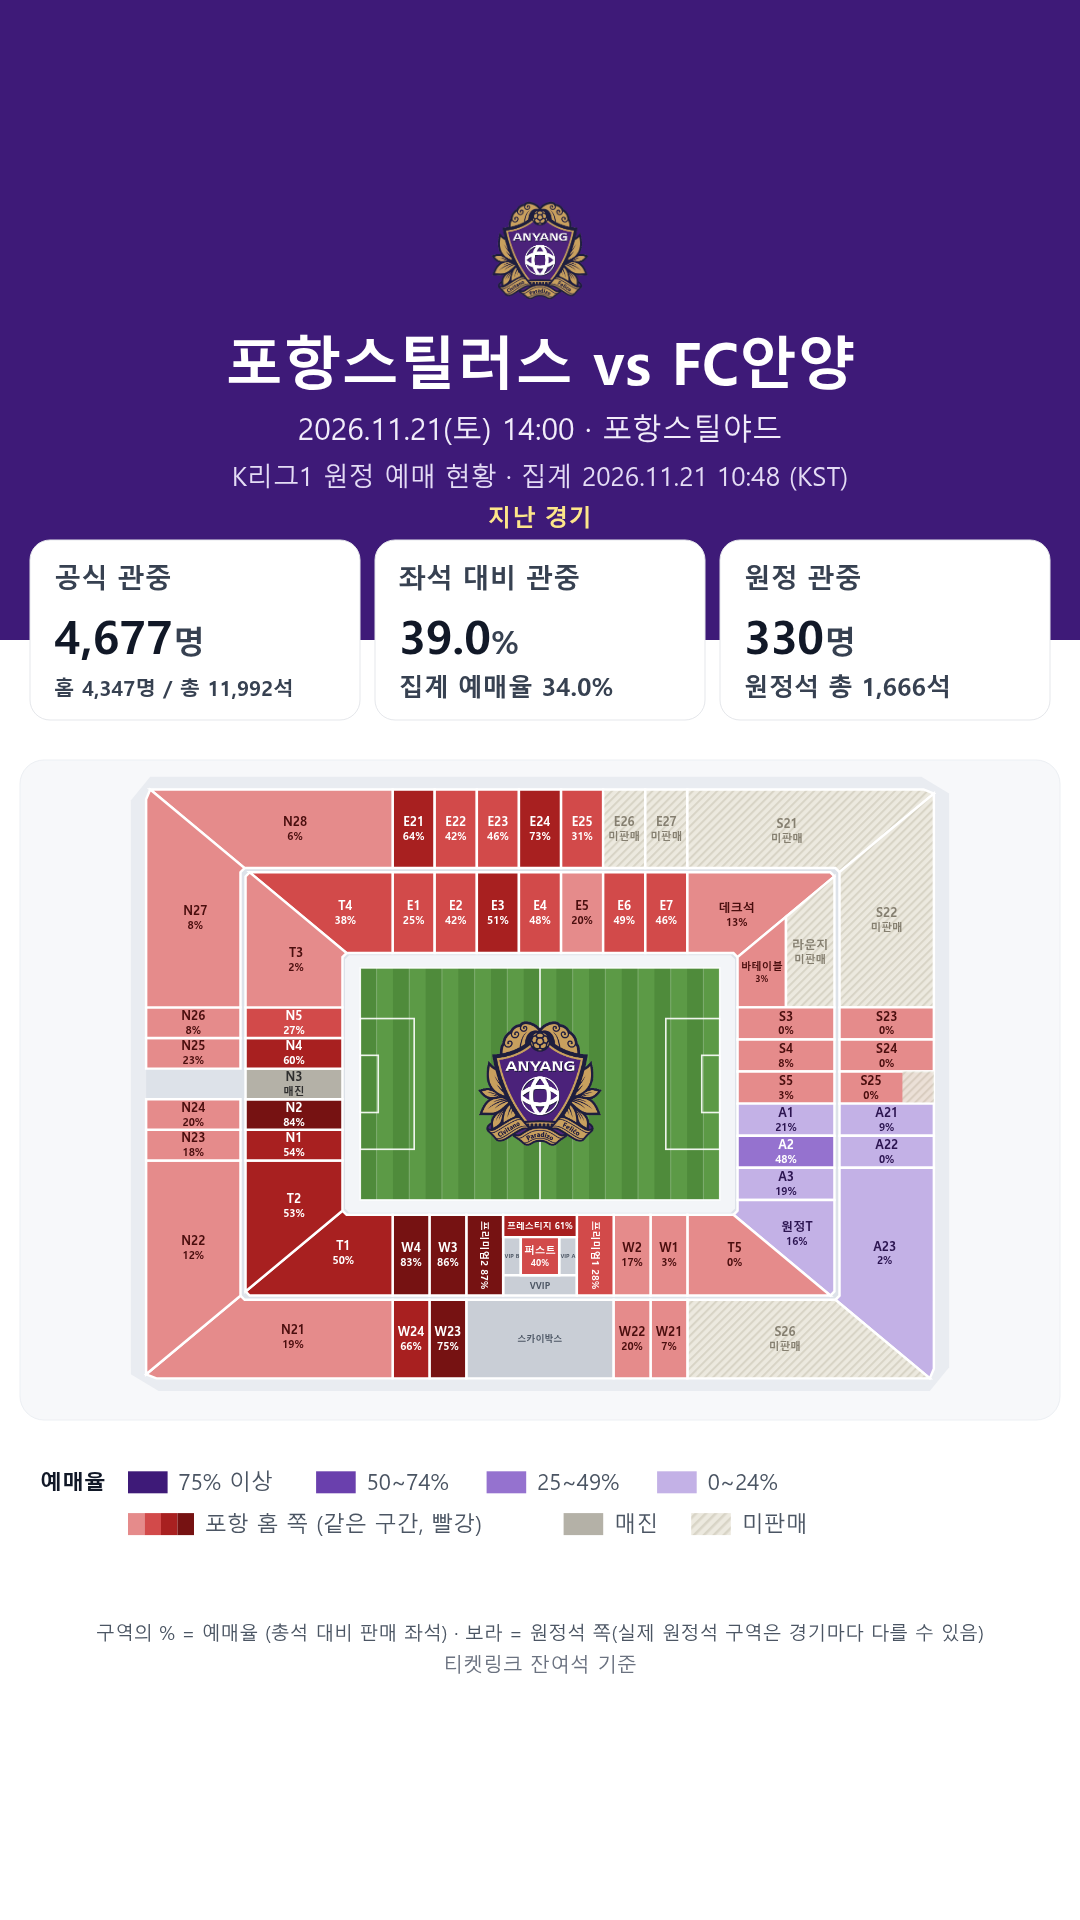 ANYANG
Civitano Paradiso Felice
포항스틸러스 vs FC안양
2026.11.21(토) 14:00 · 포항스틸야드
K리그1 원정 예매 현황 · 집계 2026.11.21 10:48 (KST)
지난 경기
공식 관중
4,677명
홈 4,347명 / 총 11,992석
좌석 대비 관중
39.0%
집계 예매율 34.0%
원정 관중
330명
원정석 총 1,666석
N28
6%
E21
64%
E22
42%
E23
46%
E24
73%
E25
31%
E26
미판매
E27
미판매
S21
미판매
N27
8%
T4
38%
E1
25%
E2
42%
E3
51%
E4
48%
E5
20%
E6
49%
E7
46%
데크석
13%
S22
미판매
T3
2%
라운지
미판매
바테이블
3%
N26
8%
N5
27%
S3
0%
S23
0%
N25
23%
N4
60%
S4
8%
S24
0%
N3
매진
S5
3%
S25
0%
N24
20%
N2
84%
A1
21%
A21
9%
N23
18%
N1
54%
A2
48%
A22
0%
ANYANG
Civitano Paradiso Felice
A3
19%
N22
12%
T2
53%
T1
50%
W4
83%
W3
86%
프리미엄2 87%
프레스티지 61%
VIP B
퍼스트
40%
VIP A
VVIP
프리미엄1 28%
W2
17%
W1
3%
T5
0%
원정T
16%
A23
2%
N21
19%
W24
66%
W23
75%
스카이박스
W22
20%
W21
7%
S26
미판매
예매율 75% 이상 50~74% 25~49% 0~24%
포항 홈 쪽 (같은 구간, 빨강) 매진 미판매
구역의 % = 예매율 (총석 대비 판매 좌석) · 보라 = 원정석 쪽(실제 원정석 구역은 경기마다 다를 수 있음)
티켓링크 잔여석 기준